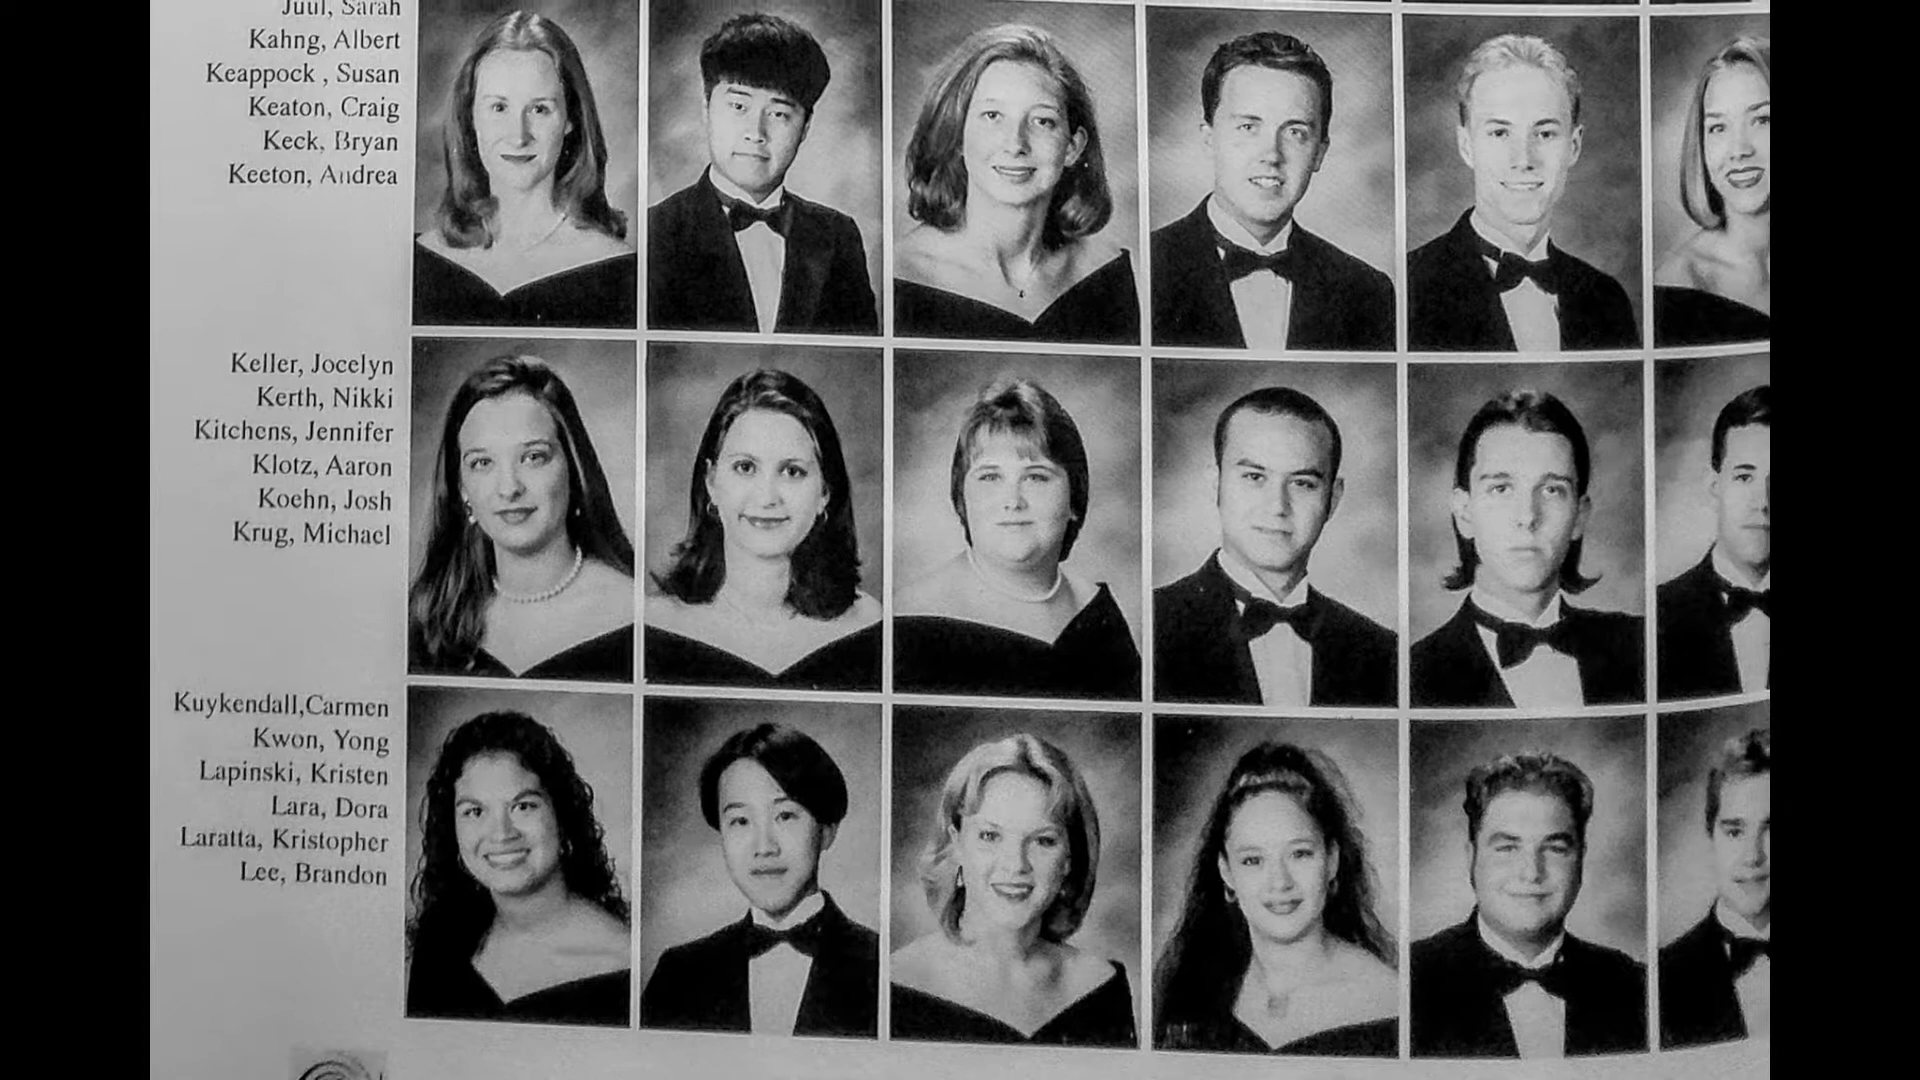 Juul, Sarah
Kahng, Albert
Keappock , Susan
Keaton, Craig
Keck, Bryan
Keeton, Andrea
Keller, Jocelyn
Kerth, Nikki
Kitchens, Jennifer
Klotz, Aaron
Koehn, Josh
Krug, Michael
Kuykendall,Carmen
Kwon, Yong
Lapinski, Kristen
Lara, Dora
Laratta, Kristopher
Lee, Brandon